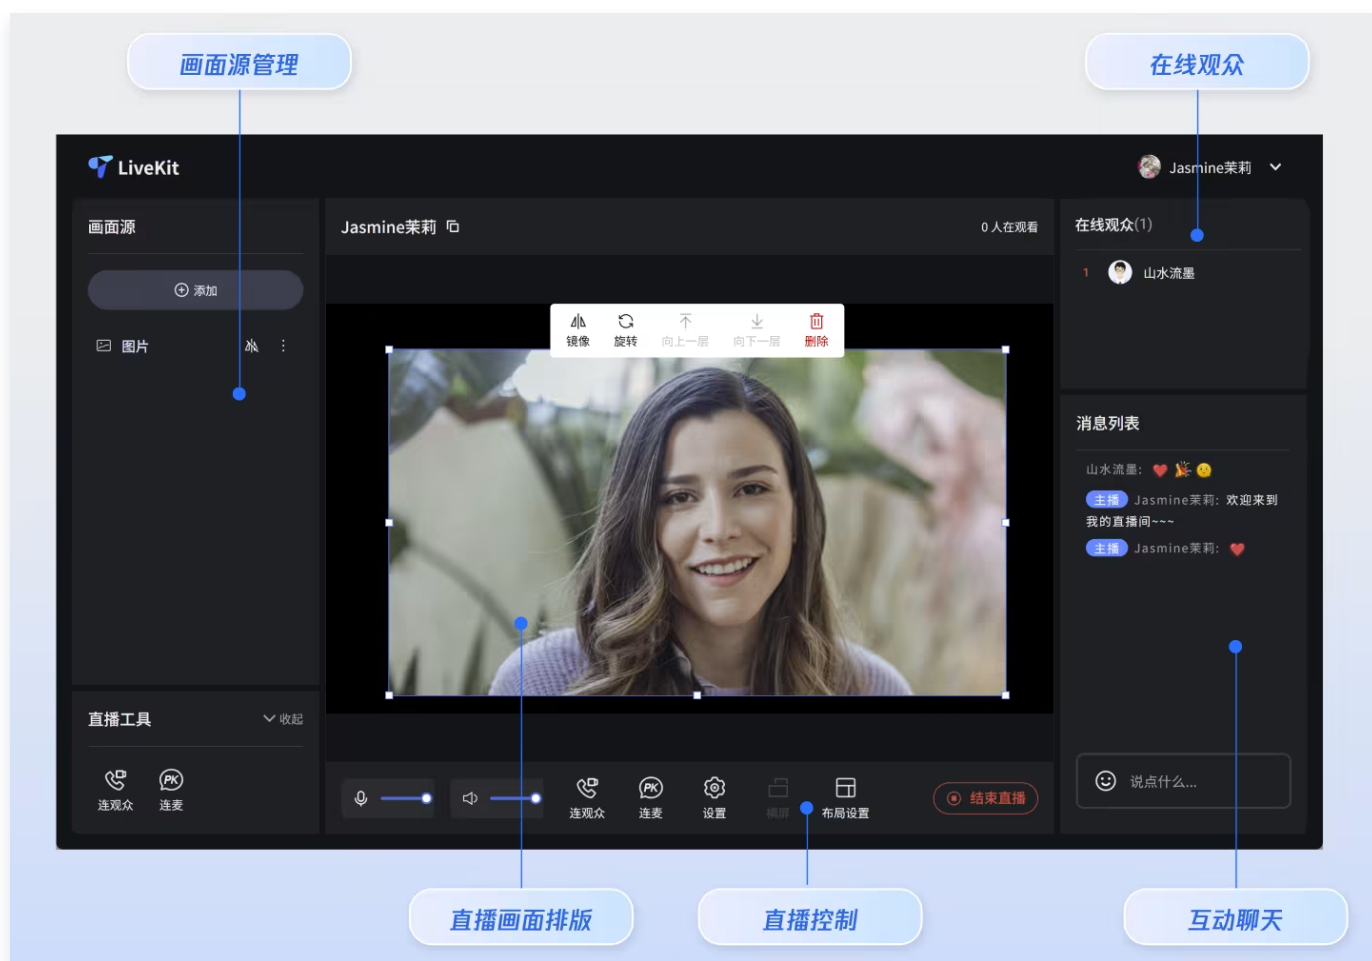 画面源管理
在线观众
LiveKit
Jasmine茉莉
画面源
添加
图片
Jasmine茉莉
0 人在观看
镜像
旋转
向上一层
向下一层
删除
在线观众(1)
1 山水流墨
消息列表
山水流墨:
主播 Jasmine茉莉: 欢迎来到
我的直播间~~~
主播 Jasmine茉莉:
说点什么...
直播工具
收起
PK
连观众
连麦
PK
连观众
连麦
设置
横屏
布局设置
结束直播
直播画面排版
直播控制
互动聊天